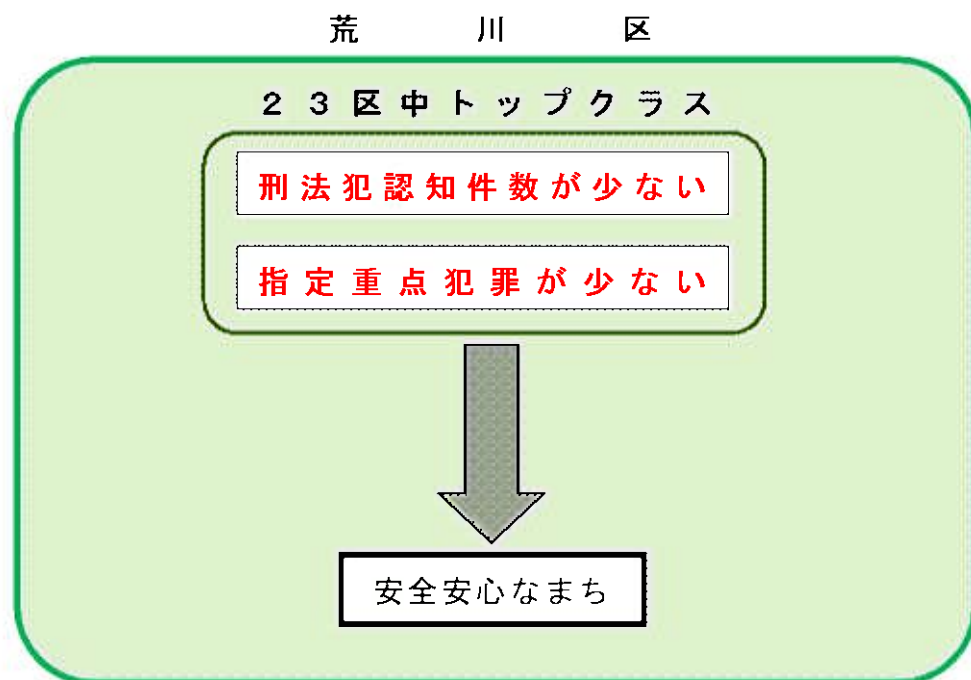 荒川区
２３区中トップクラス
刑法犯認知件数が少ない
指定重点犯罪が少ない
安全安心なまち